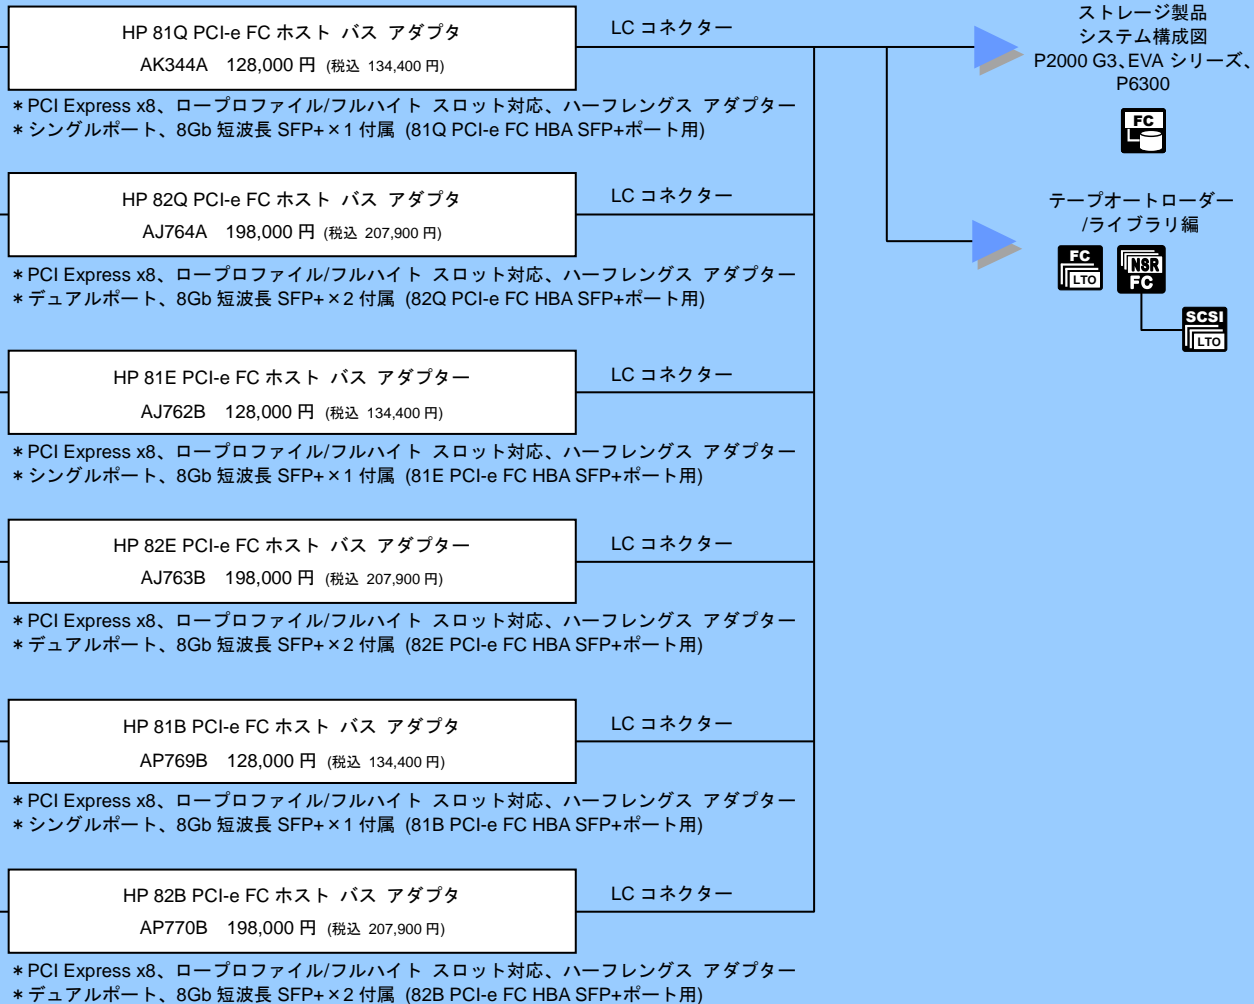 HP 81Q PCI-e FC ホスト バス アダプタ
AK344A 128,000 円 (税込 134,400 円)
LC コネクター
*PCI Express x8、ロープロファイル/フルハイト スロット対応、ハーフレングス アダプター
*シングルポート、8Gb 短波長 SFP+×1 付属 (81Q PCI-e FC HBA SFP+ポート用)
HP 82Q PCI-e FC ホスト バス アダプタ
AJ764A 198,000 円 (税込 207,900 円)
LC コネクター
*PCI Express x8、ロープロファイル/フルハイト スロット対応、ハーフレングス アダプター
*デュアルポート、8Gb 短波長 SFP+×2 付属 (82Q PCI-e FC HBA SFP+ポート用)
HP 81E PCI-e FC ホスト バス アダプター
AJ762B 128,000 円 (税込 134,400 円)
LC コネクター
*PCI Express x8、ロープロファイル/フルハイト スロット対応、ハーフレングス アダプター
*シングルポート、8Gb 短波長 SFP+×1 付属 (81E PCI-e FC HBA SFP+ポート用)
HP 82E PCI-e FC ホスト バス アダプター
AJ763B 198,000 円 (税込 207,900 円)
LC コネクター
*PCI Express x8、ロープロファイル/フルハイト スロット対応、ハーフレングス アダプター
*デュアルポート、8Gb 短波長 SFP+×2 付属 (82E PCI-e FC HBA SFP+ポート用)
HP 81B PCI-e FC ホスト バス アダプタ
AP769B 128,000 円 (税込 134,400 円)
LC コネクター
*PCI Express x8、ロープロファイル/フルハイト スロット対応、ハーフレングス アダプター
*シングルポート、8Gb 短波長 SFP+×1 付属 (81B PCI-e FC HBA SFP+ポート用)
HP 82B PCI-e FC ホスト バス アダプタ
AP770B 198,000 円 (税込 207,900 円)
LC コネクター
*PCI Express x8、ロープロファイル/フルハイト スロット対応、ハーフレングス アダプター
*デュアルポート、8Gb 短波長 SFP+×2 付属 (82B PCI-e FC HBA SFP+ポート用)
ストレージ製品
システム構成図
P2000 G3、EVA シリーズ、
P6300
FC
テープオートローダー
/ライブラリ編
FC
LTO
NSR
FC
SCSI
LTO